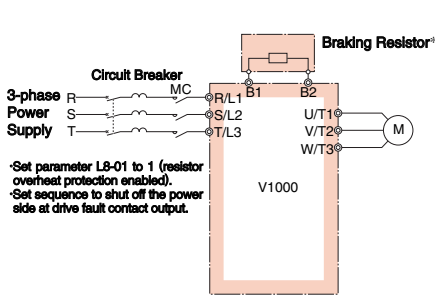 Braking Resistor*
Circuit Breaker
MC
B1
B2
3-phase
Power
Supply
R
S
T
R/L1
S/L2
T/L3
U/T1
V/T2
W/T3
M
V1000
·Set parameter L8-01 to 1 (resistor
overheat protection enabled).
·Set sequence to shut off the power
side at drive fault contact output.